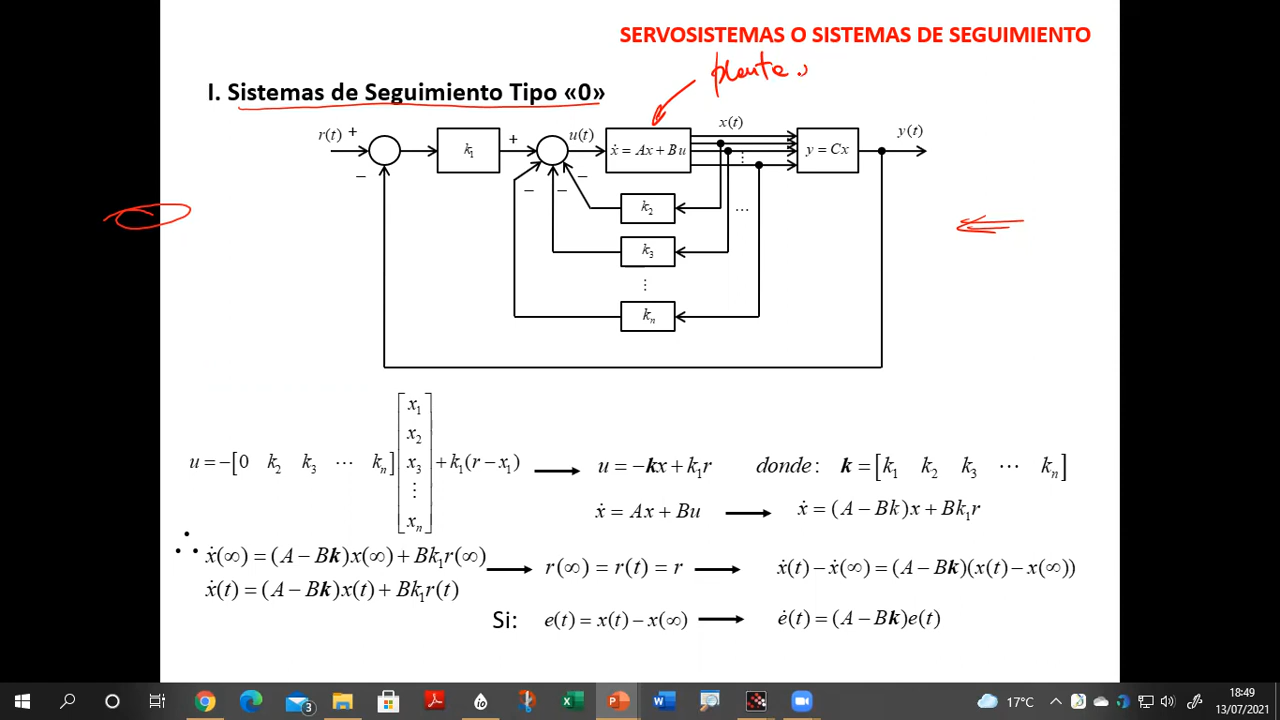 SERVOSISTEMAS O SISTEMAS DE SEGUIMIENTO
planta.
I. Sistemas de Seguimiento Tipo «0»
r(t) + − k₁ + u(t) ẋ = Ax + Bu x(t) y = Cx y(t)
− − −
k₂ ...
k₃
⋮
kₙ
u = −[0 k₂ k₃ ⋯ kₙ] [x₁ x₂ x₃ ⋮ xₙ] + k₁(r − x₁) → u = −kx + k₁r donde: k = [k₁ k₂ k₃ ⋯ kₙ]
ẋ = Ax + Bu → ẋ = (A − Bk)x + Bk₁r
∴ ẋ(∞) = (A − Bk)x(∞) + Bk₁r(∞)
ẋ(t) = (A − Bk)x(t) + Bk₁r(t) → r(∞) = r(t) = r → ẋ(t) − ẋ(∞) = (A − Bk)(x(t) − x(∞))
Si: e(t) = x(t) − x(∞) → ė(t) = (A − Bk)e(t)
3
17°C
18:49
13/07/2021